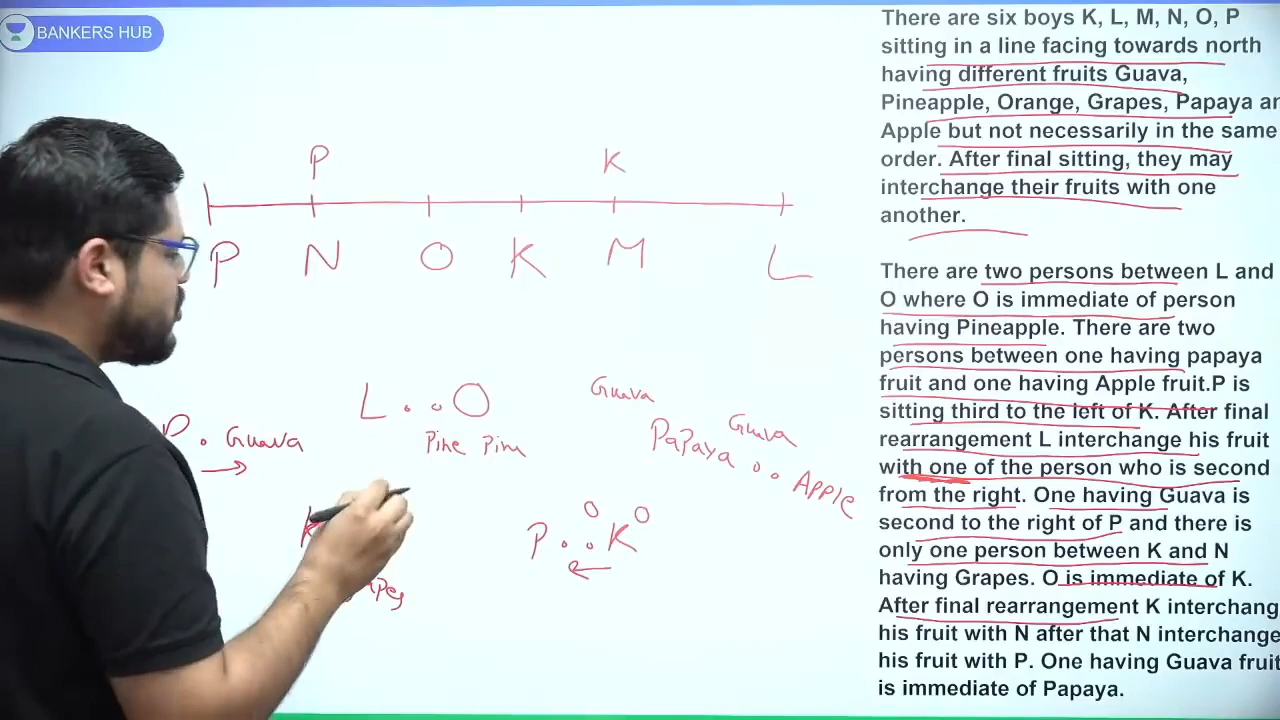 BANKERS HUB
There are six boys K, L, M, N, O, P
sitting in a line facing towards north
having different fruits Guava,
Pineapple, Orange, Grapes, Papaya an
Apple but not necessarily in the same
order. After final sitting, they may
interchange their fruits with one
another.
There are two persons between L and
O where O is immediate of person
having Pineapple. There are two
persons between one having papaya
fruit and one having Apple fruit.P is
sitting third to the left of K. After final
rearrangement L interchange his fruit
with one of the person who is second
from the right. One having Guava is
second to the right of P and there is
only one person between K and N
having Grapes. O is immediate of K.
After final rearrangement K interchang
his fruit with N after that N interchange
his fruit with P. One having Guava fruit
is immediate of Papaya.
P K
P N O K M L
L . . O
Pine Pine
Guava
Guava
Papaya . . Apple
P . Guava
O O
P . . K
K